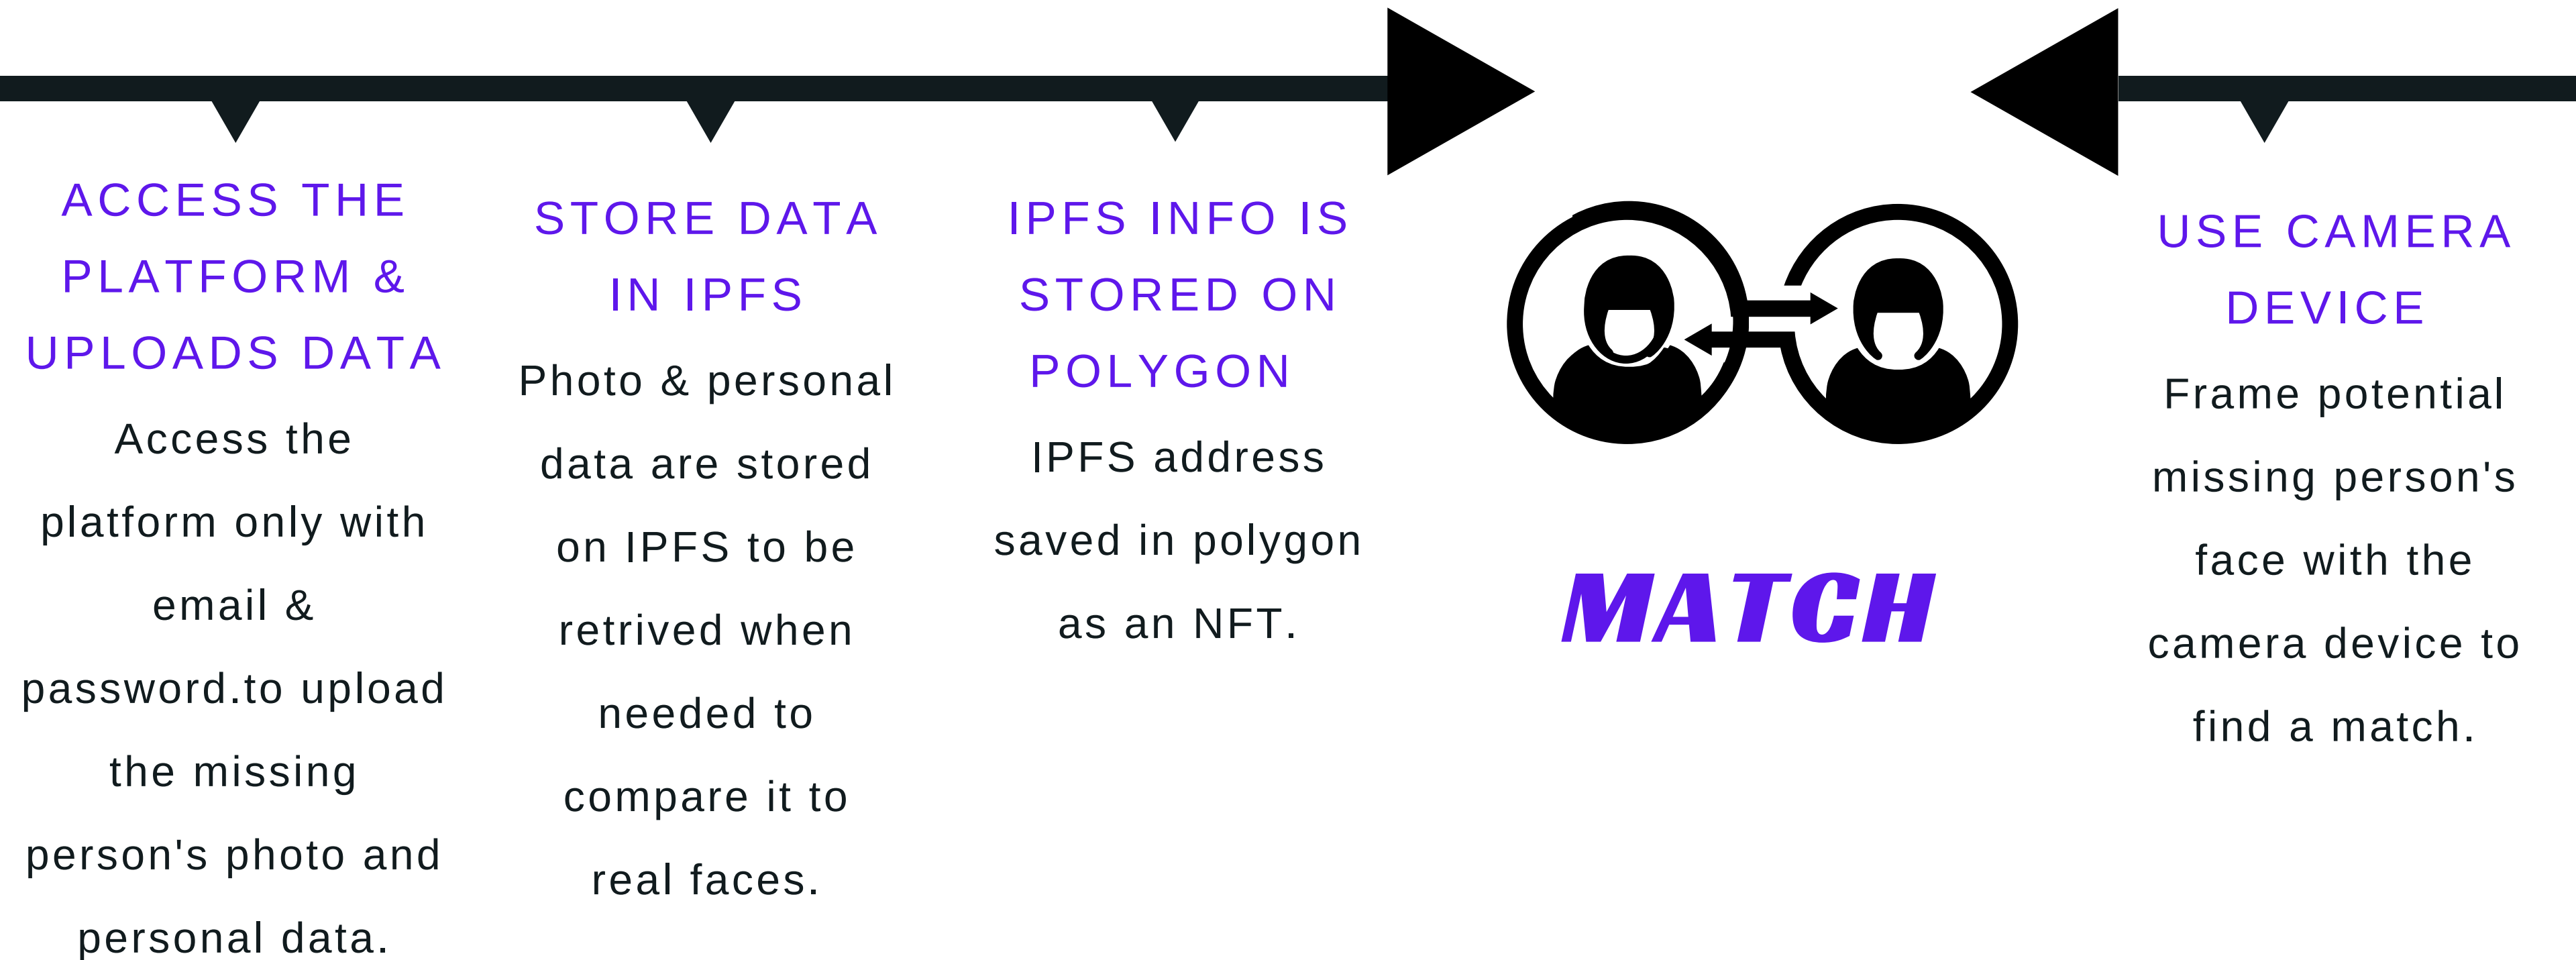 ACCESS THE
PLATFORM &
UPLOADS DATA
Access the
platform only with
email &
password.to upload
the missing
person's photo and
personal data.
STORE DATA
IN IPFS
Photo & personal
data are stored
on IPFS to be
retrived when
needed to
compare it to
real faces.
IPFS INFO IS
STORED ON
POLYGON
IPFS address
saved in polygon
as an NFT.
MATCH
USE CAMERA
DEVICE
Frame potential
missing person's
face with the
camera device to
find a match.